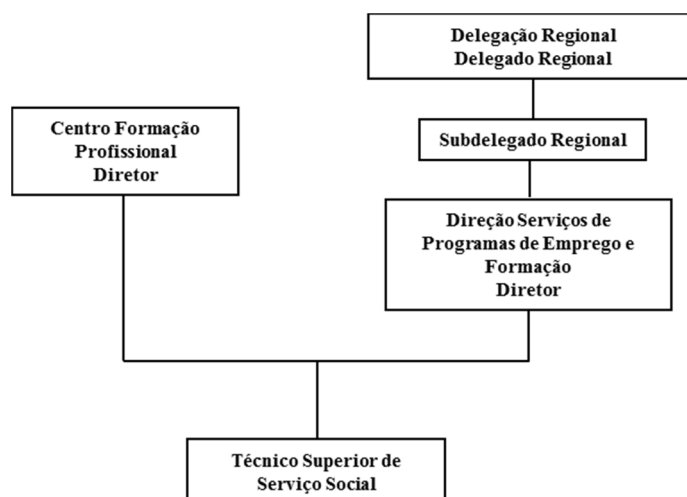 Delegação Regional
Delegado Regional
Centro Formação
Profissional
Diretor
Subdelegado Regional
Direção Serviços de
Programas de Emprego e
Formação
Diretor
Técnico Superior de
Serviço Social